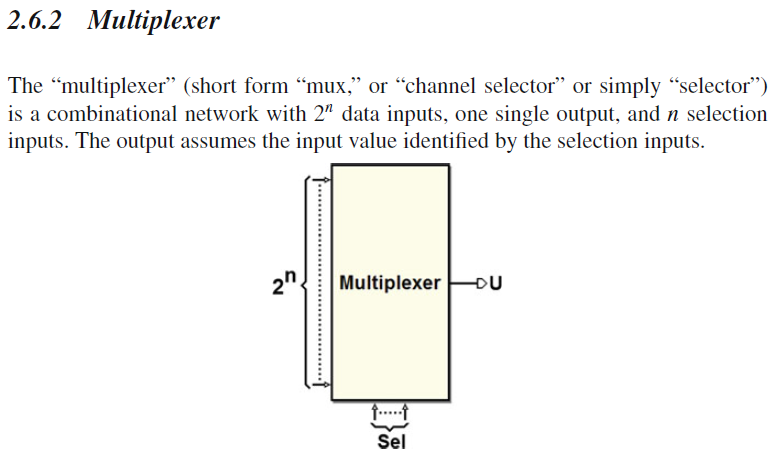 2.6.2 Multiplexer
The “multiplexer” (short form “mux,” or “channel selector” or simply “selector”)
is a combinational network with 2ⁿ data inputs, one single output, and n selection
inputs. The output assumes the input value identified by the selection inputs.
2ⁿ
Multiplexer
U
Sel